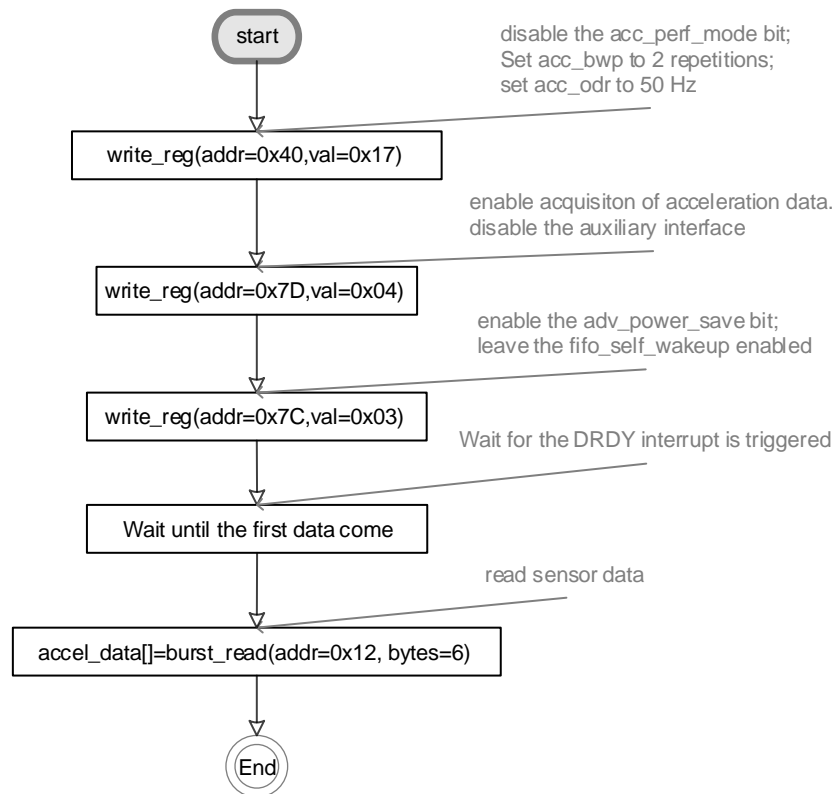 start
disable the acc_perf_mode bit;
Set acc_bwp to 2 repetitions;
set acc_odr to 50 Hz
write_reg(addr=0x40,val=0x17)
enable acquisiton of acceleration data.
disable the auxiliary interface
write_reg(addr=0x7D,val=0x04)
enable the adv_power_save bit;
leave the fifo_self_wakeup enabled
write_reg(addr=0x7C,val=0x03)
Wait for the DRDY interrupt is triggered
Wait until the first data come
read sensor data
accel_data[]=burst_read(addr=0x12, bytes=6)
End